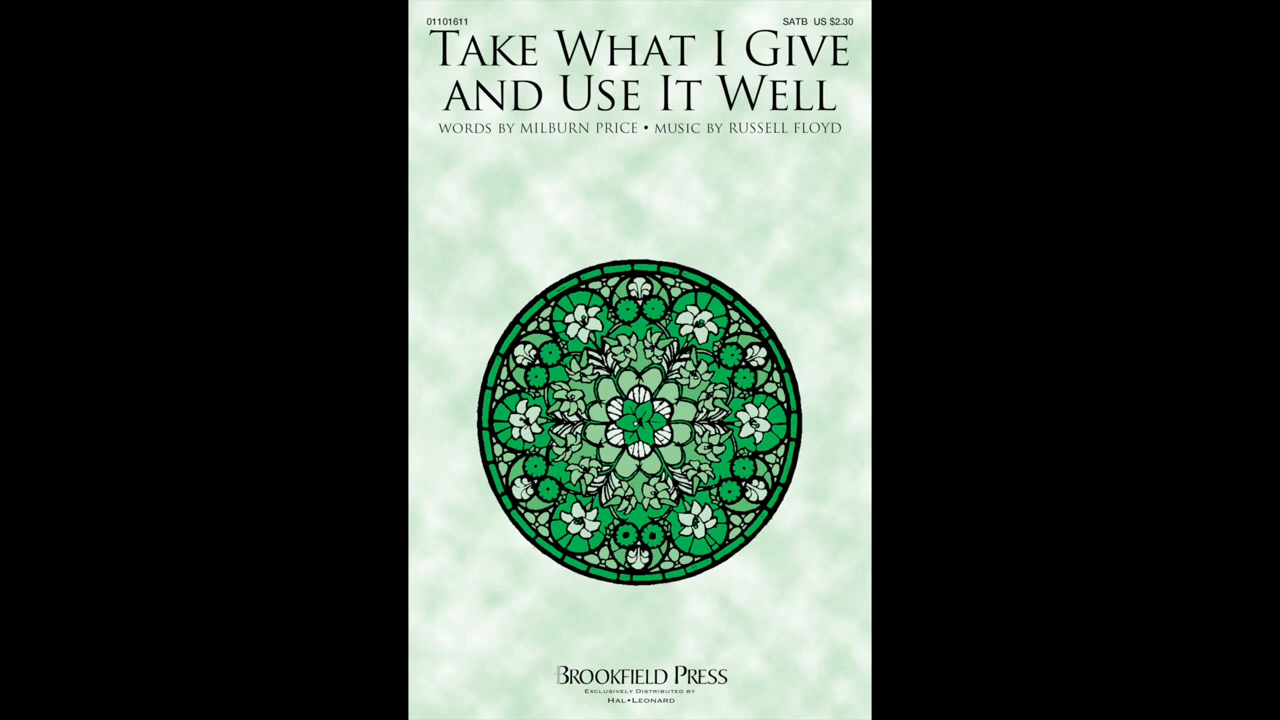 01101611 SATB US $2.30
TAKE WHAT I GIVE
AND USE IT WELL
WORDS BY MILBURN PRICE • MUSIC BY RUSSELL FLOYD
BROOKFIELD PRESS
EXCLUSIVELY DISTRIBUTED BY
HAL•LEONARD